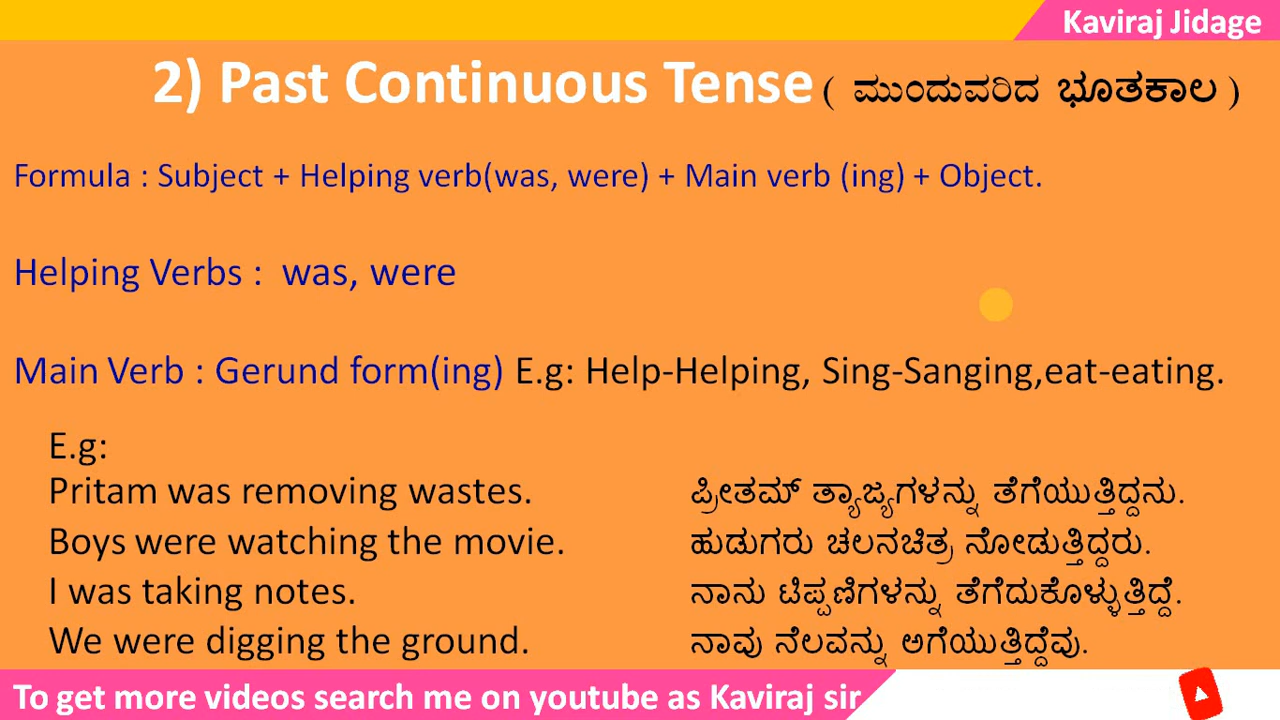 Kaviraj Jidage
2) Past Continuous Tense ( ಮುಂದುವರಿದ ಭೂತಕಾಲ )
Formula : Subject + Helping verb(was, were) + Main verb (ing) + Object.
Helping Verbs : was, were
Main Verb : Gerund form(ing) E.g: Help-Helping, Sing-Sanging,eat-eating.
E.g:
Pritam was removing wastes. ಪ್ರೀತಮ್ ತ್ಯಾಜ್ಯಗಳನ್ನು ತೆಗೆಯುತ್ತಿದ್ದನು.
Boys were watching the movie. ಹುಡುಗರು ಚಲನಚಿತ್ರ ನೋಡುತ್ತಿದ್ದರು.
I was taking notes. ನಾನು ಟಿಪ್ಪಣಿಗಳನ್ನು ತೆಗೆದುಕೊಳ್ಳುತ್ತಿದ್ದೆ.
We were digging the ground. ನಾವು ನೆಲವನ್ನು ಅಗೆಯುತ್ತಿದ್ದೆವು.
To get more videos search me on youtube as Kaviraj sir